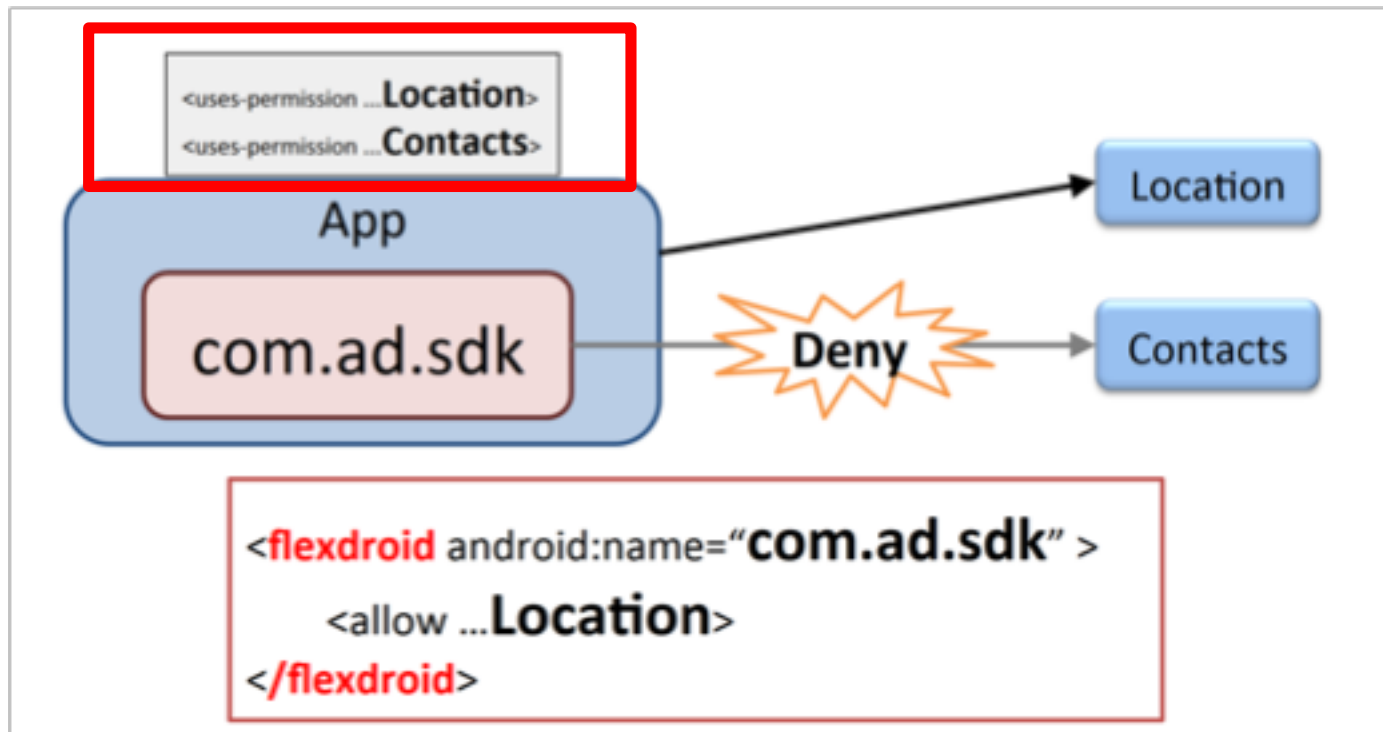 <uses-permission ...Location>
<uses-permission ...Contacts>
App
Location
com.ad.sdk
Deny
Contacts
<flexdroid android:name=“com.ad.sdk” >
<allow ...Location>
</flexdroid>